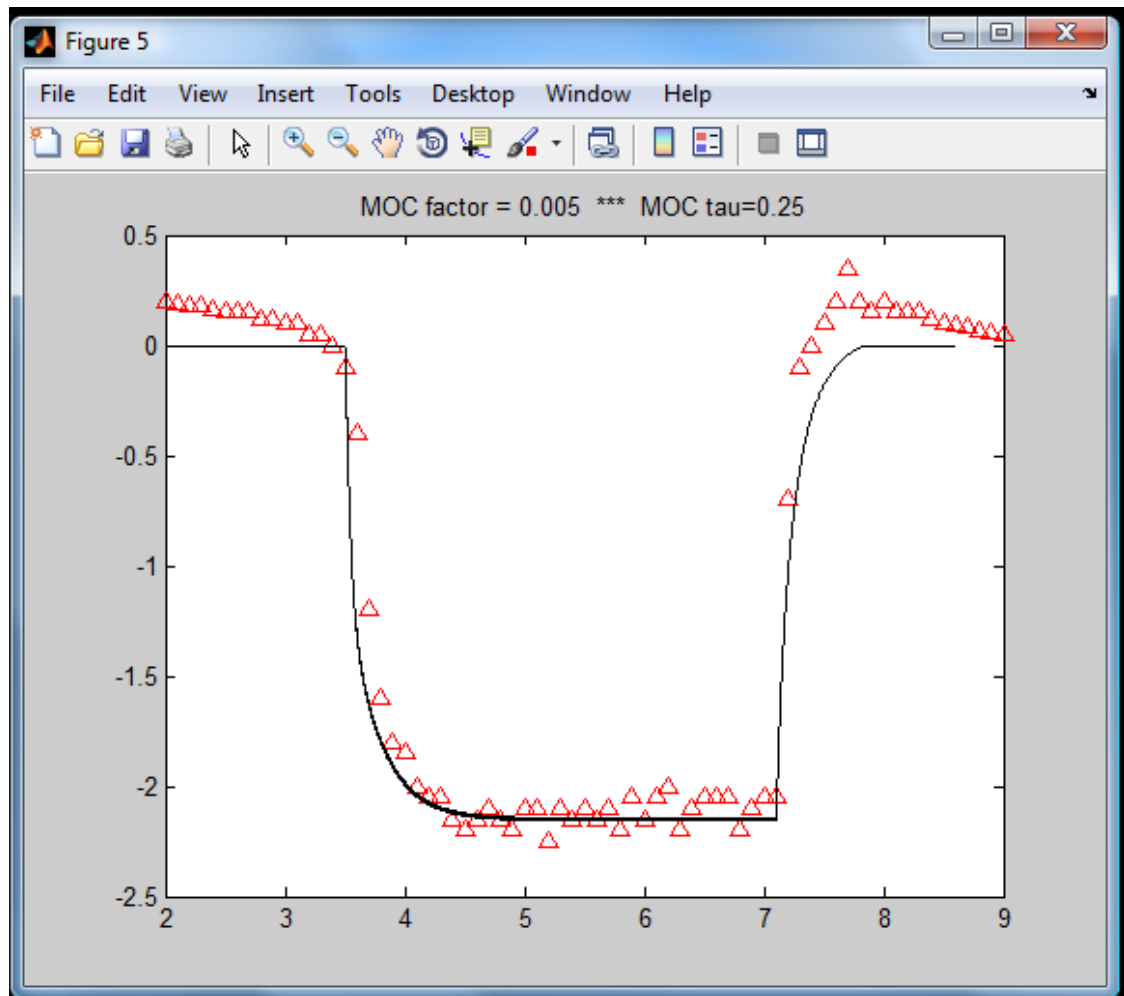 Figure 5
File Edit View Insert Tools Desktop Window Help
MOC factor = 0.005 *** MOC tau=0.25
0.5
0
-0.5
-1
-1.5
-2
-2.5
2 3 4 5 6 7 8 9